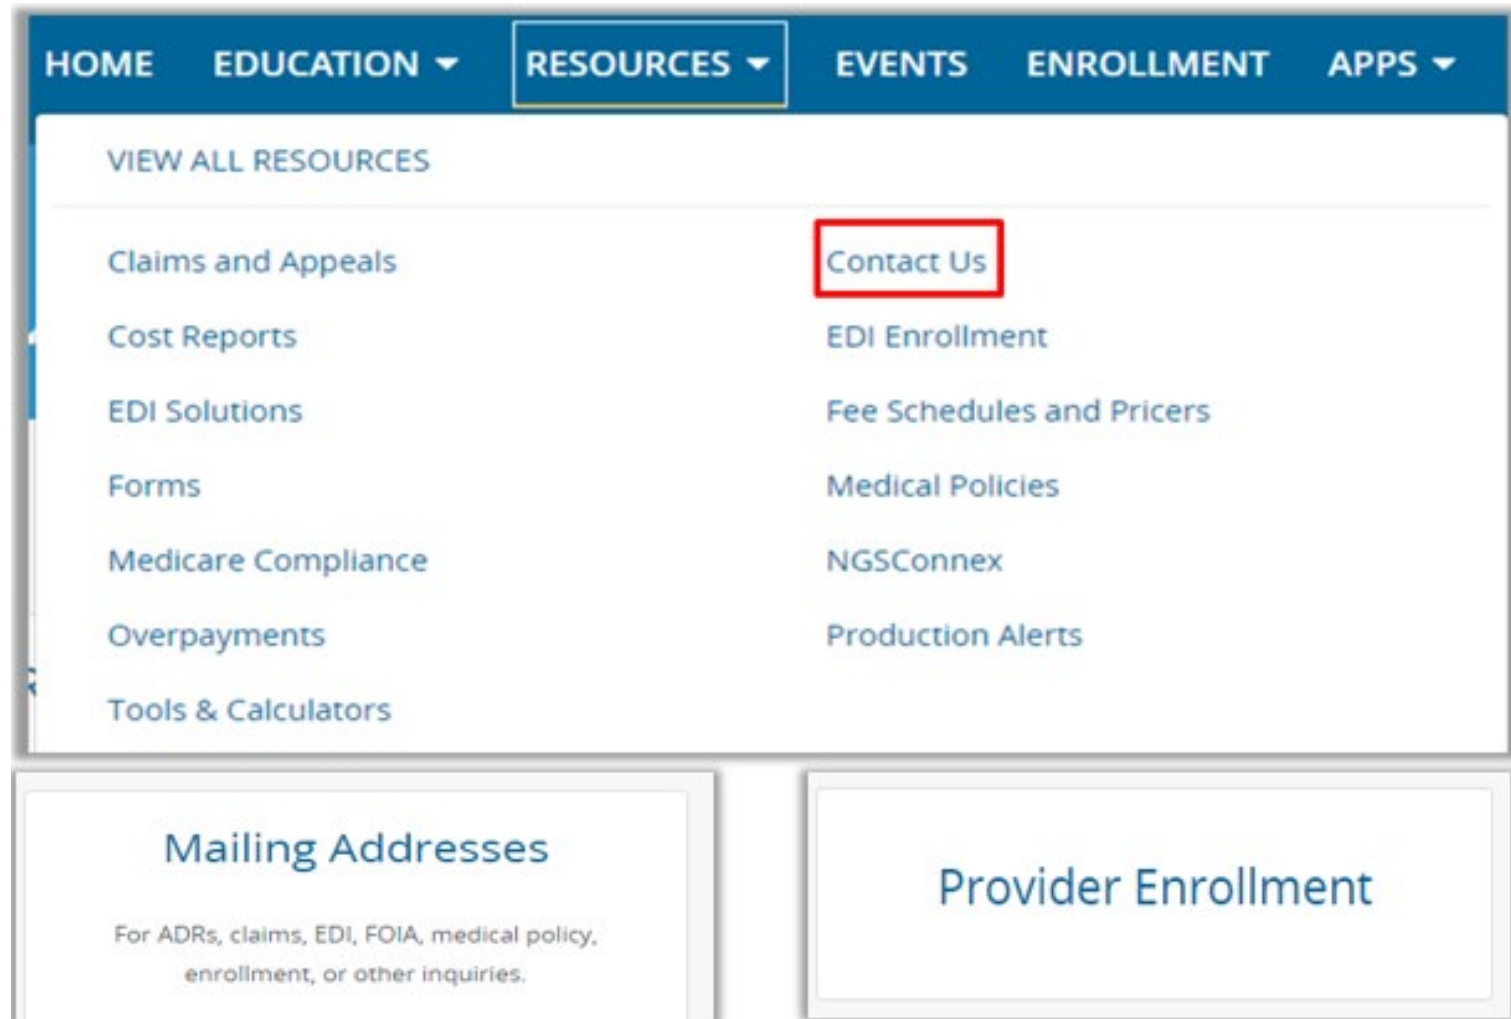 HOME EDUCATION RESOURCES EVENTS ENROLLMENT APPS
VIEW ALL RESOURCES
Claims and Appeals
Contact Us
Cost Reports
EDI Enrollment
EDI Solutions
Fee Schedules and Pricers
Forms
Medical Policies
Medicare Compliance
NGSConnex
Overpayments
Production Alerts
Tools & Calculators
Mailing Addresses
For ADRs, claims, EDI, FOIA, medical policy,
enrollment, or other inquiries.
Provider Enrollment